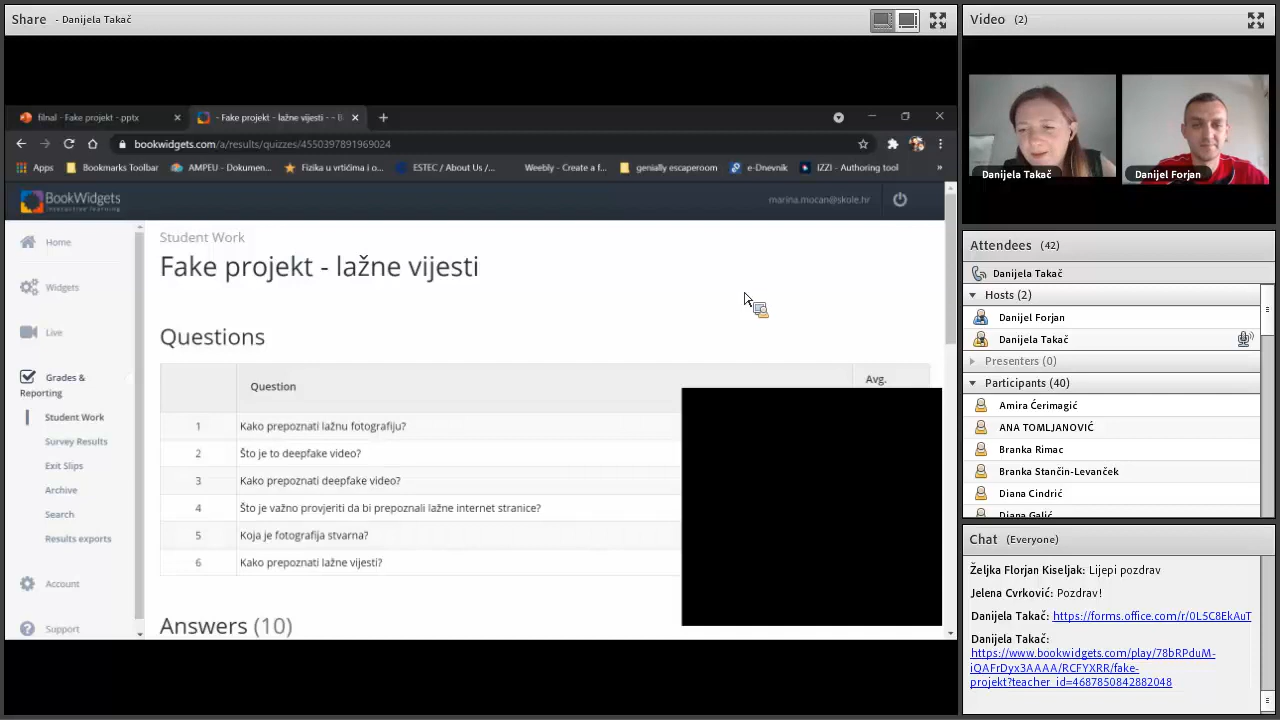 Share - Danijela Takač
Video (2)
filnal - Fake projekt - pptx
- Fake projekt - lažne vijesti - - B
bookwidgets.com/a/results/quizzes/4550397891969024
Apps
Bookmarks Toolbar
AMPEU - Dokumen...
Fizika u vrtićima i o...
ESTEC / About Us /...
Weebly - Create a f...
genially escaperoom
e-Dnevnik
IZZI - Authoring tool
»
BookWidgets
interactive learning
marina.mocan@skole.hr
Home
Widgets
Live
Grades &
Reporting
Student Work
Survey Results
Exit Slips
Archive
Search
Results exports
Account
Support
Student Work
Fake projekt - lažne vijesti
Questions
Question
Avg.
1 Kako prepoznati lažnu fotografiju?
2 Što je to deepfake video?
3 Kako prepoznati deepfake video?
4 Što je važno provjeriti da bi prepoznali lažne internet stranice?
5 Koja je fotografija stvarna?
6 Kako prepoznati lažne vijesti?
Answers (10)
Danijela Takač
Danijel Forjan
Attendees (42)
Danijela Takač
Hosts (2)
Danijel Forjan
Danijela Takač
Presenters (0)
Participants (40)
Amira Ćerimagić
ANA TOMLJANOVIĆ
Branka Rimac
Branka Stančin-Levanček
Diana Cindrić
Diana Galić
Chat (Everyone)
Željka Florjan Kiseljak: Lijepi pozdrav
Jelena Cvrković: Pozdrav!
Danijela Takač: https://forms.office.com/r/0L5C8EkAuT
Danijela Takač:
https://www.bookwidgets.com/play/78bRPduM-
iQAFrDyx3AAAA/RCFYXRR/fake-
projekt?teacher_id=4687850842882048